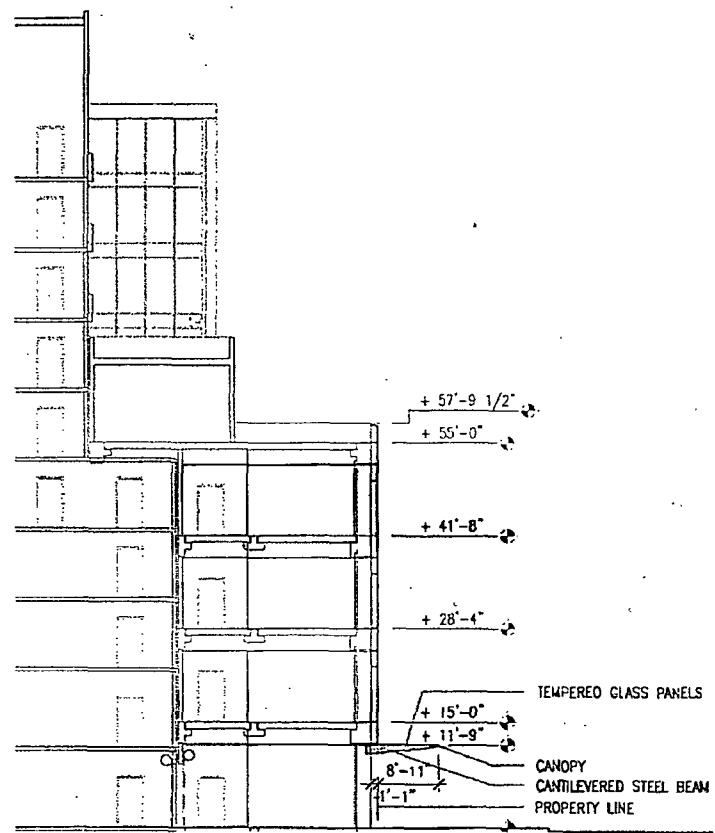 + 57'-9 1/2"
+ 55'-0"
+ 41'-8"
+ 28'-4"
TEMPERED GLASS PANELS
+ 15'-0"
+ 11'-9"
CANOPY
8'-11"
CANTILEVERED STEEL BEAM
1'-1"
PROPERTY LINE